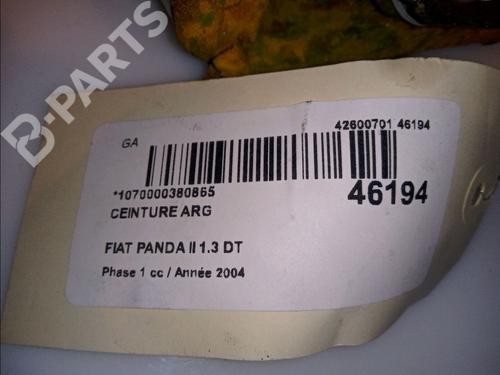 B-PARTS
GA
42600701 46194
*1070000380865
46194
CEINTURE ARG
FIAT PANDA II 1.3 DT
Phase 1 cc / Année 2004